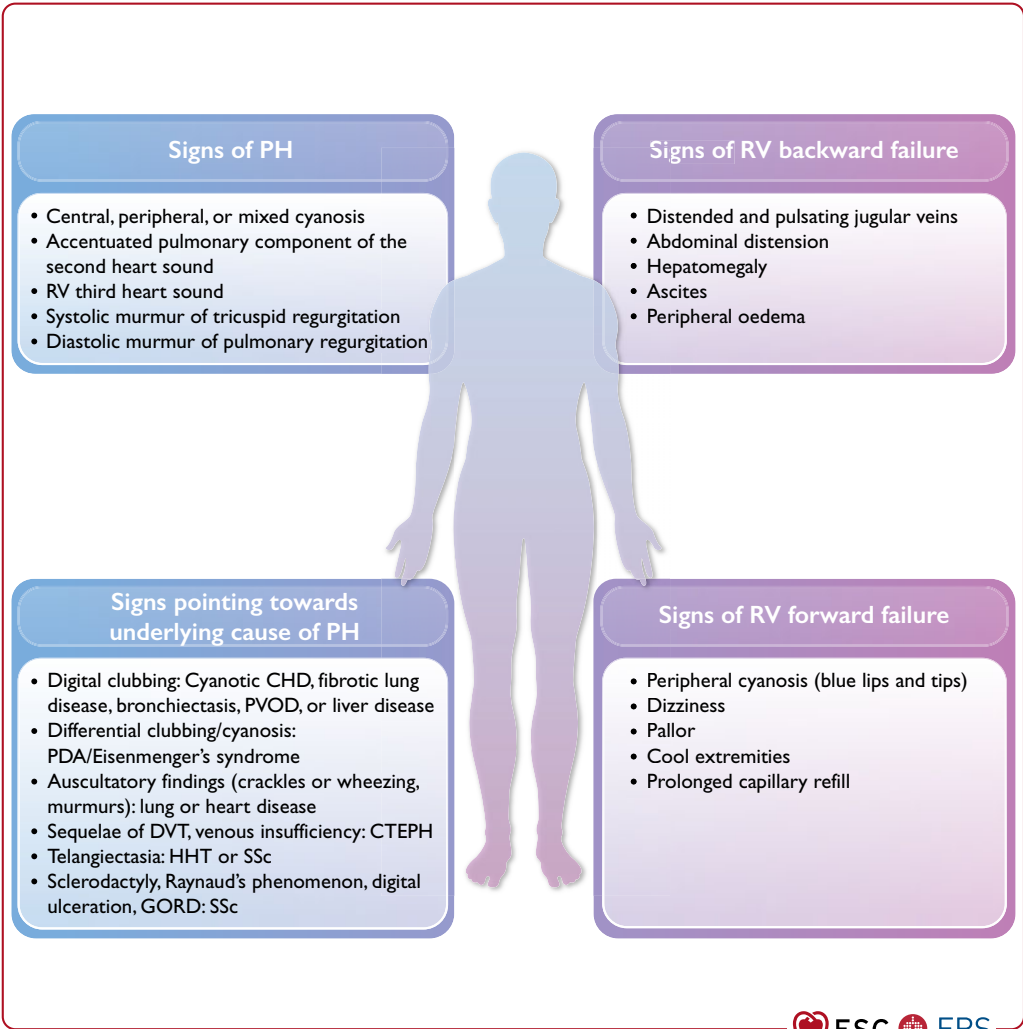 Signs of PH
• Central, peripheral, or mixed cyanosis
• Accentuated pulmonary component of the
second heart sound
• RV third heart sound
• Systolic murmur of tricuspid regurgitation
• Diastolic murmur of pulmonary regurgitation
Signs of RV backward failure
• Distended and pulsating jugular veins
• Abdominal distension
• Hepatomegaly
• Ascites
• Peripheral oedema
Signs pointing towards
underlying cause of PH
• Digital clubbing: Cyanotic CHD, fibrotic lung
disease, bronchiectasis, PVOD, or liver disease
• Differential clubbing/cyanosis:
PDA/Eisenmenger's syndrome
• Auscultatory findings (crackles or wheezing,
murmurs): lung or heart disease
• Sequelae of DVT, venous insufficiency: CTEPH
• Telangiectasia: HHT or SSc
• Sclerodactyly, Raynaud's phenomenon, digital
ulceration, GORD: SSc
Signs of RV forward failure
• Peripheral cyanosis (blue lips and tips)
• Dizziness
• Pallor
• Cool extremities
• Prolonged capillary refill
ESC ERS